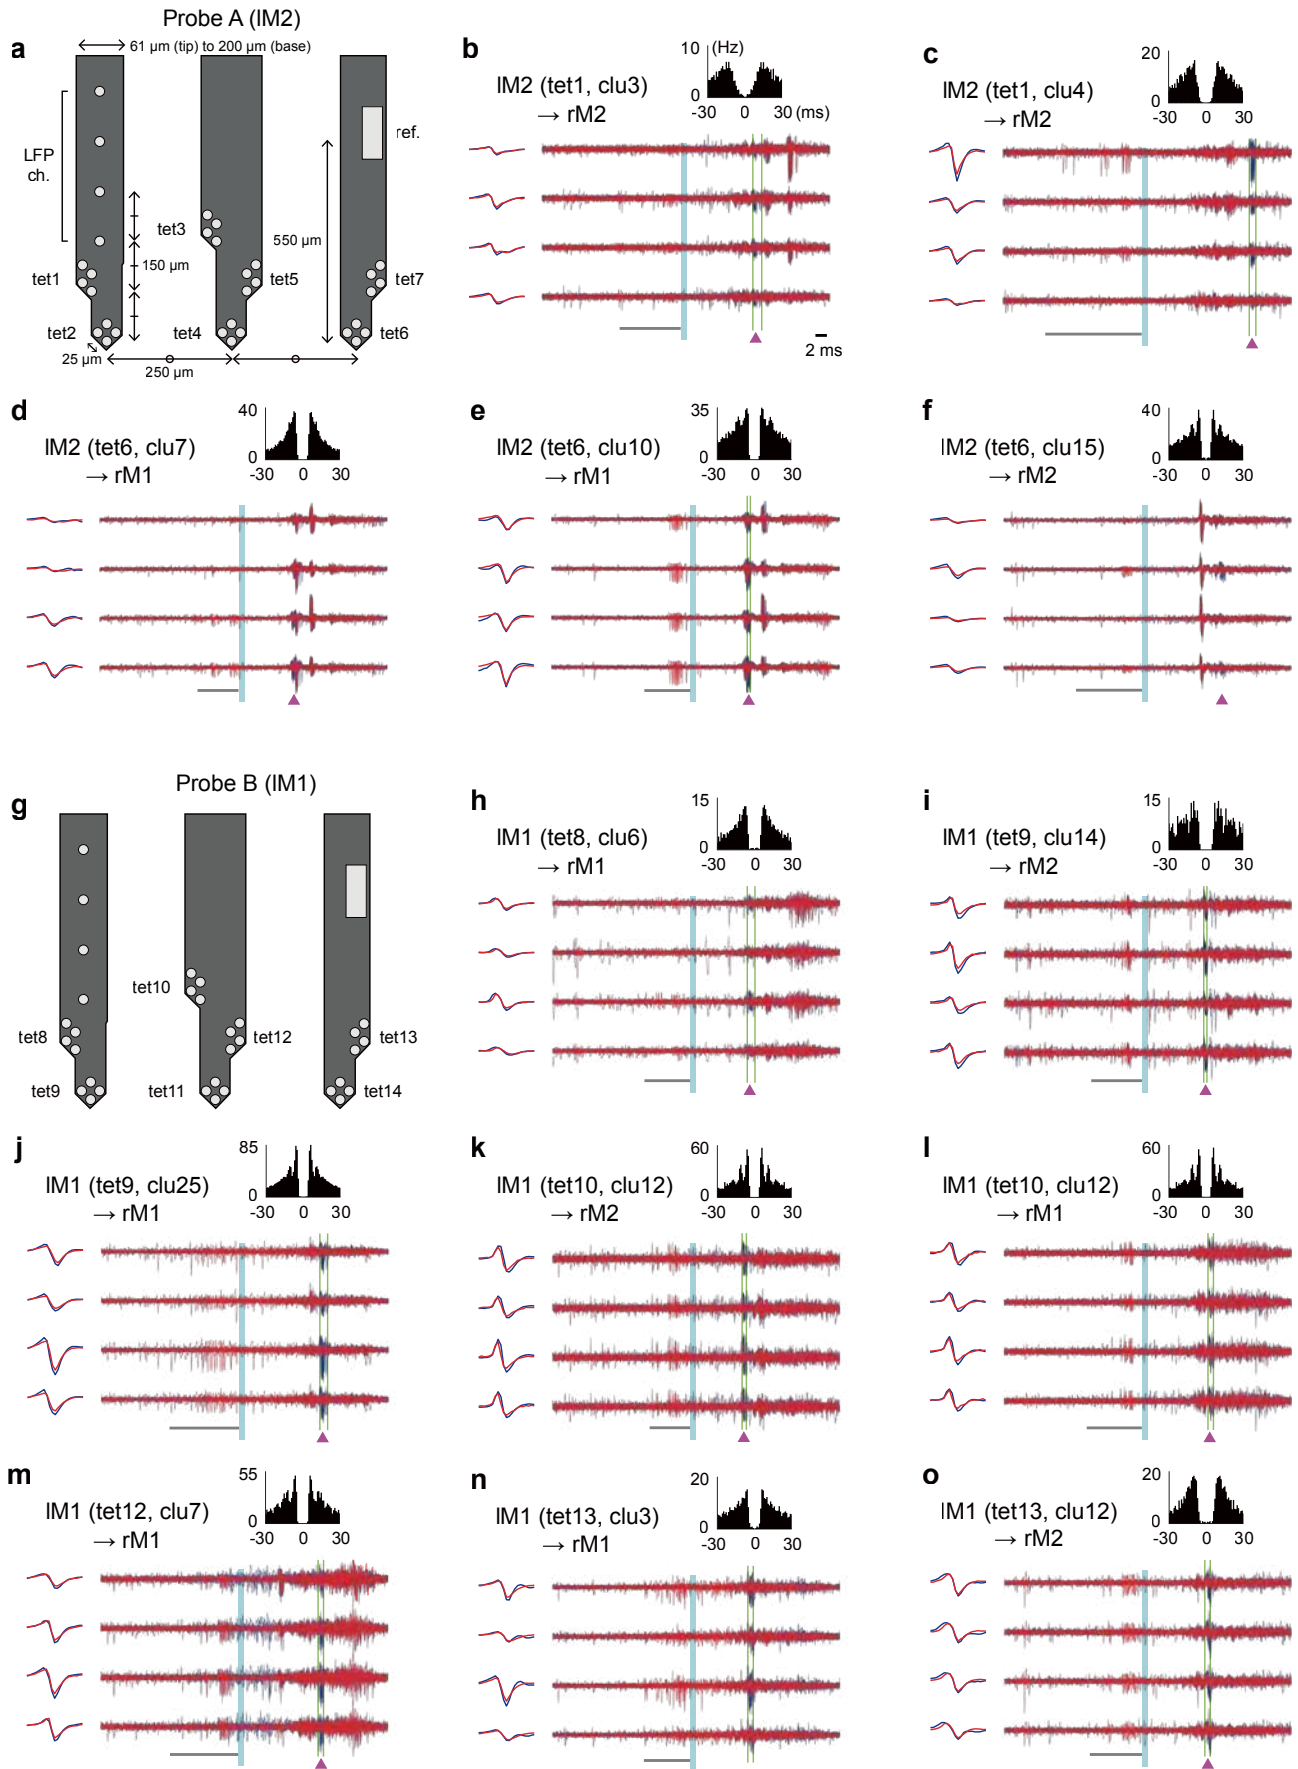 Probe A (lM2)
a
61 µm (tip) to 200 µm (base)
LFP
ch.
ref.
tet3
550 µm
150 µm
tet1
tet5
tet7
tet2
tet4
tet6
25 µm
250 µm
b
10
(Hz)
lM2 (tet1, clu3)
→ rM2
0
-30
0
30
(ms)
2 ms
c
20
lM2 (tet1, clu4)
→ rM2
0
-30
0
30
d
40
lM2 (tet6, clu7)
→ rM1
0
-30
0
30
e
35
lM2 (tet6, clu10)
→ rM1
0
-30
0
30
f
40
lM2 (tet6, clu15)
→ rM2
0
-30
0
30
Probe B (lM1)
g
tet10
tet8
tet12
tet13
tet9
tet11
tet14
h
15
lM1 (tet8, clu6)
→ rM1
0
-30
0
30
i
15
lM1 (tet9, clu14)
→ rM2
0
-30
0
30
j
85
lM1 (tet9, clu25)
→ rM1
0
-30
0
30
k
60
lM1 (tet10, clu12)
→ rM2
0
-30
0
30
l
60
lM1 (tet10, clu12)
→ rM1
0
-30
0
30
m
55
lM1 (tet12, clu7)
→ rM1
0
-30
0
30
n
20
lM1 (tet13, clu3)
→ rM1
0
-30
0
30
o
20
lM1 (tet13, clu12)
→ rM2
0
-30
0
30